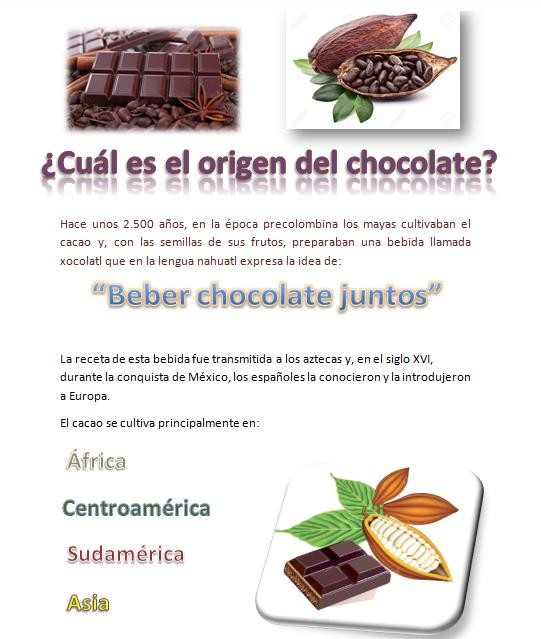 ¿Cuál es el origen del chocolate?
Hace unos 2.500 años, en la época precolombina los mayas cultivaban el
cacao y, con las semillas de sus frutos, preparaban una bebida llamada
xocolatl que en la lengua nahuatl expresa la idea de:
“Beber chocolate juntos”
La receta de esta bebida fue transmitida a los aztecas y, en el siglo XVI,
durante la conquista de México, los españoles la conocieron y la introdujeron
a Europa.
El cacao se cultiva principalmente en:
África
Centroamérica
Sudamérica
Asia